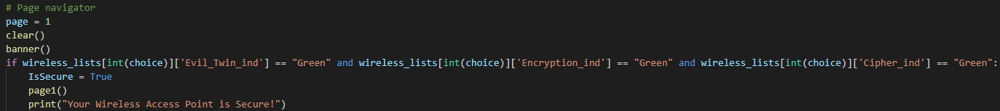 # Page navigator
page = 1
clear()
banner()
if wireless_lists[int(choice)]['Evil_Twin_ind'] == "Green" and wireless_lists[int(choice)]['Encryption_ind'] == "Green" and wireless_lists[int(choice)]['Cipher_ind'] == "Green":
    IsSecure = True
    page1()
    print("Your Wireless Access Point is Secure!")